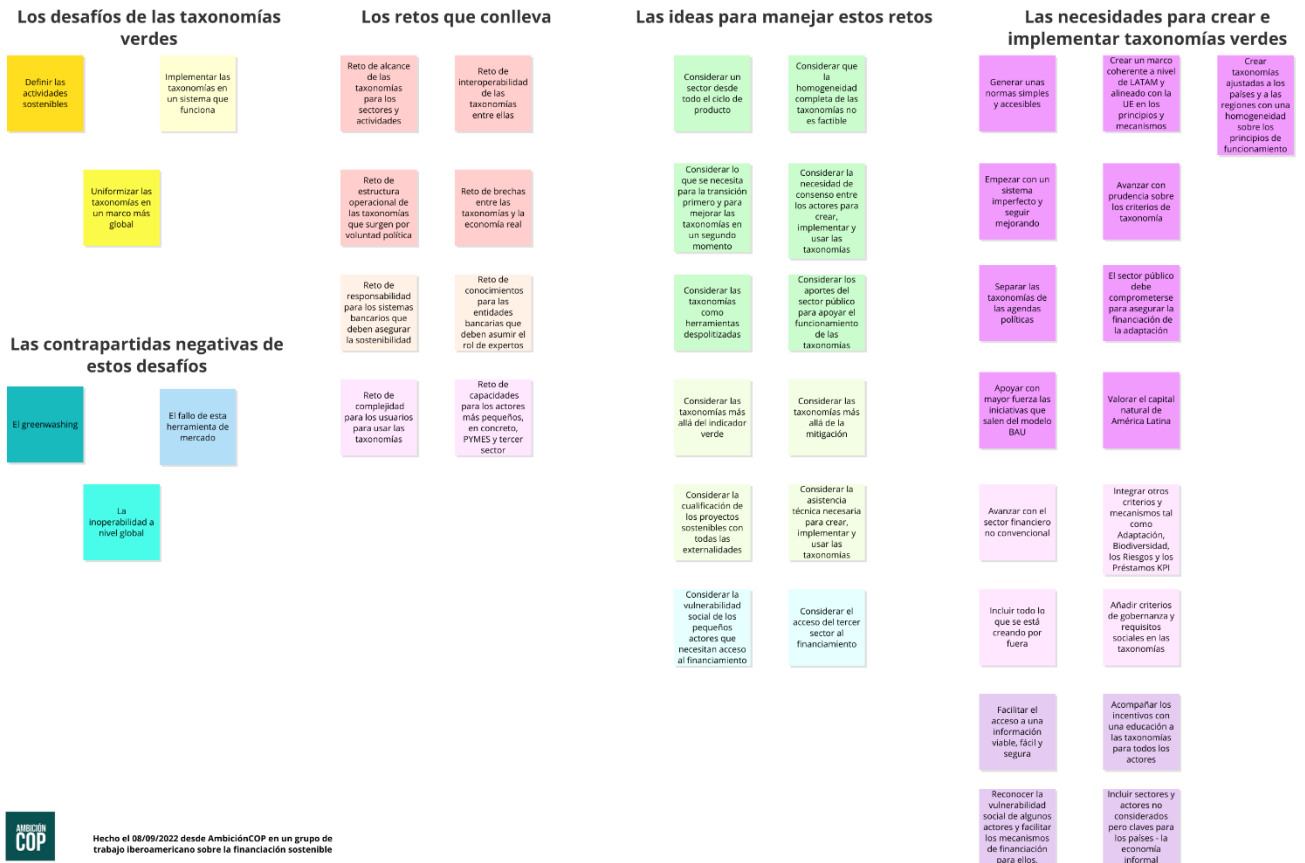 Los desafíos de las taxonomías
verdes
Definir las
actividades
sostenibles
Implementar las
taxonomías en
un sistema que
funciona
Uniformizar las
taxonomías en
un marco más
global
Las contrapartidas negativas de
estos desafíos
El greenwashing
El fallo de esta
herramienta de
mercado
La
inoperabilidad a
nivel global
Los retos que conlleva
Reto de alcance
de las
taxonomías
para los
sectores y
actividades
Reto de
interoperabilidad
de las
taxonomías
entre ellas
Reto de
estructura
operacional de
las taxonomías
que surgen por
voluntad política
Reto de brechas
entre las
taxonomías y la
economía real
Reto de
responsabilidad
para los sistemas
bancarios que
deben asegurar
la sostenibilidad
Reto de
conocimientos
para las
entidades
bancarias que
deben asumir el
rol de expertos
Reto de
complejidad
para los usuarios
para usar las
taxonomías
Reto de
capacidades
para los actores
más pequeños,
en concreto,
PYMES y tercer
sector
Las ideas para manejar estos retos
Considerar un
sector desde
todo el ciclo de
producto
Considerar que
la
homogeneidad
completa de las
taxonomías no
es factible
Considerar lo
que se necesita
para la transición
primero y para
mejorar las
taxonomías en
un segundo
momento
Considerar la
necesidad de
consenso entre
los actores para
crear,
implementar y
usar las
taxonomías
Considerar las
taxonomías
como
herramientas
despolitizadas
Considerar los
aportes del
sector público
para apoyar el
funcionamiento
de las
taxonomías
Considerar las
taxonomías más
allá del indicador
verde
Considerar las
taxonomías más
allá de la
mitigación
Considerar la
cualificación de
los proyectos
sostenibles con
todas las
externalidades
Considerar la
asistencia
técnica necesaria
para crear,
implementar y
usar las
taxonomías
Considerar la
vulnerabilidad
social de los
pequeños
actores que
necesitan acceso
al financiamiento
Considerar el
acceso del tercer
sector al
financiamiento
Las necesidades para crear e
implementar taxonomías verdes
Generar unas
normas simples
y accesibles
Crear un marco
coherente a nivel
de LATAM y
alineado con la
UE en los
principios y
mecanismos
Crear
taxonomías
ajustadas a los
países y a las
regiones con una
homogeneidad
sobre los
principios de
funcionamiento
Empezar con un
sistema
imperfecto y
seguir
mejorando
Avanzar con
prudencia sobre
los criterios de
taxonomía
Separar las
taxonomías de
las agendas
políticas
El sector público
debe
comprometerse
para asegurar la
financiación de
la adaptación
Apoyar con
mayor fuerza las
iniciativas que
salen del modelo
BAU
Valorar el capital
natural de
América Latina
Avanzar con el
sector financiero
no convencional
Integrar otros
criterios y
mecanismos tal
como
Adaptación,
Biodiversidad,
los Riesgos y los
Préstamos KPI
Incluir todo lo
que se está
creando por
fuera
Añadir criterios
de gobernanza y
requisitos
sociales en las
taxonomías
Facilitar el
acceso a una
información
viable, fácil y
segura
Acompañar los
incentivos con
una educación a
las taxonomías
para todos los
actores
Reconocer la
vulnerabilidad
social de algunos
actores y facilitar
los mecanismos
de financiación
para ellos.
Incluir sectores y
actores no
considerados
pero claves para
los países - la
economía
informal
AMBICIÓN
COP
Hecho el 08/09/2022 desde AmbiciónCOP en un grupo de
trabajo iberoamericano sobre la financiación sostenible